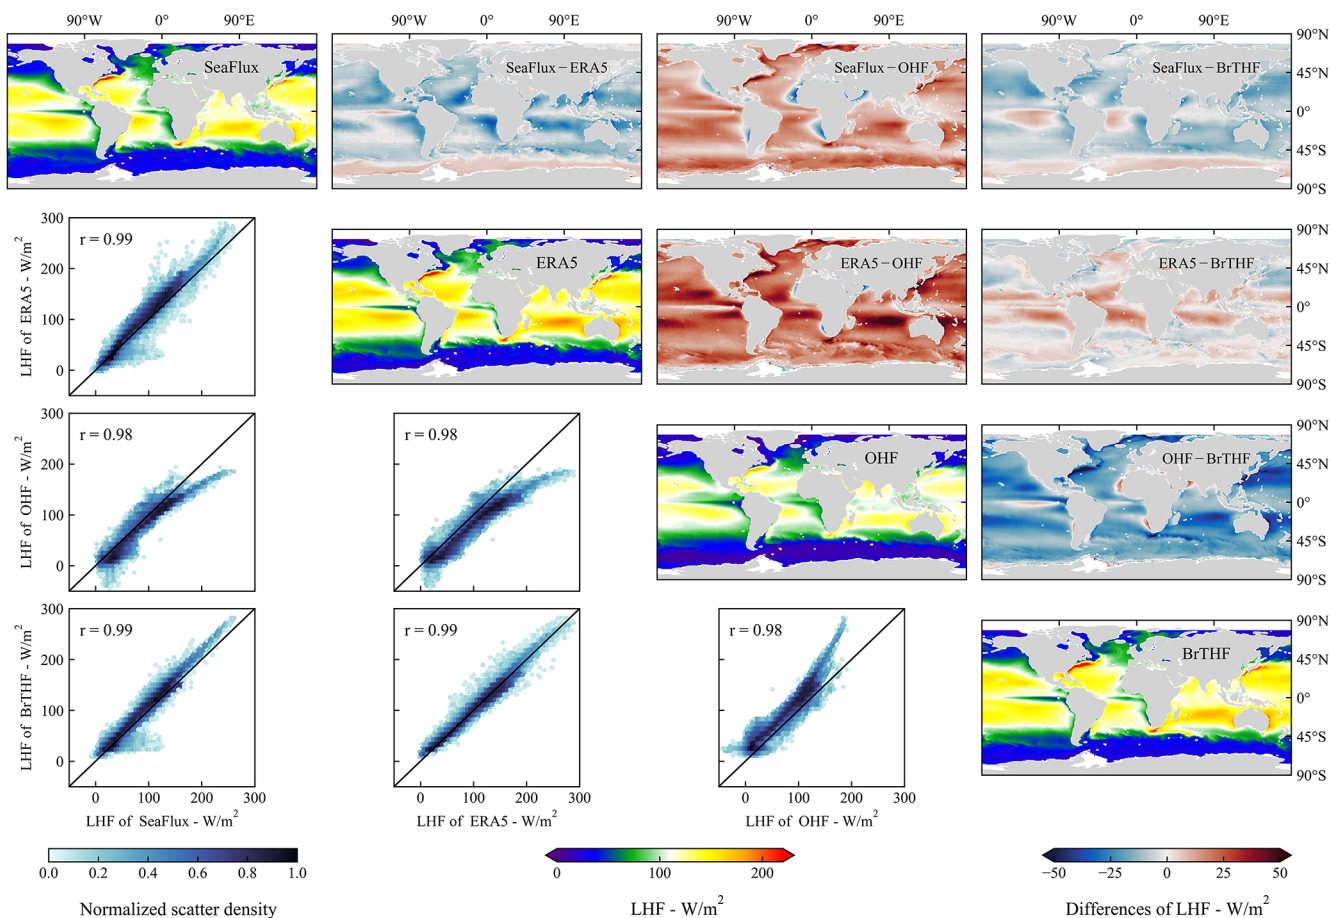 90°W 0° 90°E 90°W 0° 90°E 90°W 0° 90°E
90°N
SeaFlux SeaFlux−ERA5 SeaFlux−OHF SeaFlux−BrTHF
45°N
0°
45°S
90°S
300
r = 0.99
90°N
200
ERA5 ERA5−OHF ERA5−BrTHF
45°N
100
0°
0
45°S
90°S
LHF of ERA5 - W/m²
300
r = 0.98 r = 0.98
90°N
200
OHF OHF−BrTHF
45°N
100
0°
0
45°S
90°S
LHF of OHF - W/m²
300
r = 0.99 r = 0.99 r = 0.98
90°N
200
BrTHF
45°N
100
0°
0
45°S
90°S
LHF of BrTHF - W/m²
0 100 200 300 0 100 200 300 0 100 200 300
LHF of SeaFlux - W/m² LHF of ERA5 - W/m² LHF of OHF - W/m²
0.0 0.2 0.4 0.6 0.8 1.0 0 100 200 −50 −25 0 25 50
Normalized scatter density LHF - W/m² Differences of LHF - W/m²